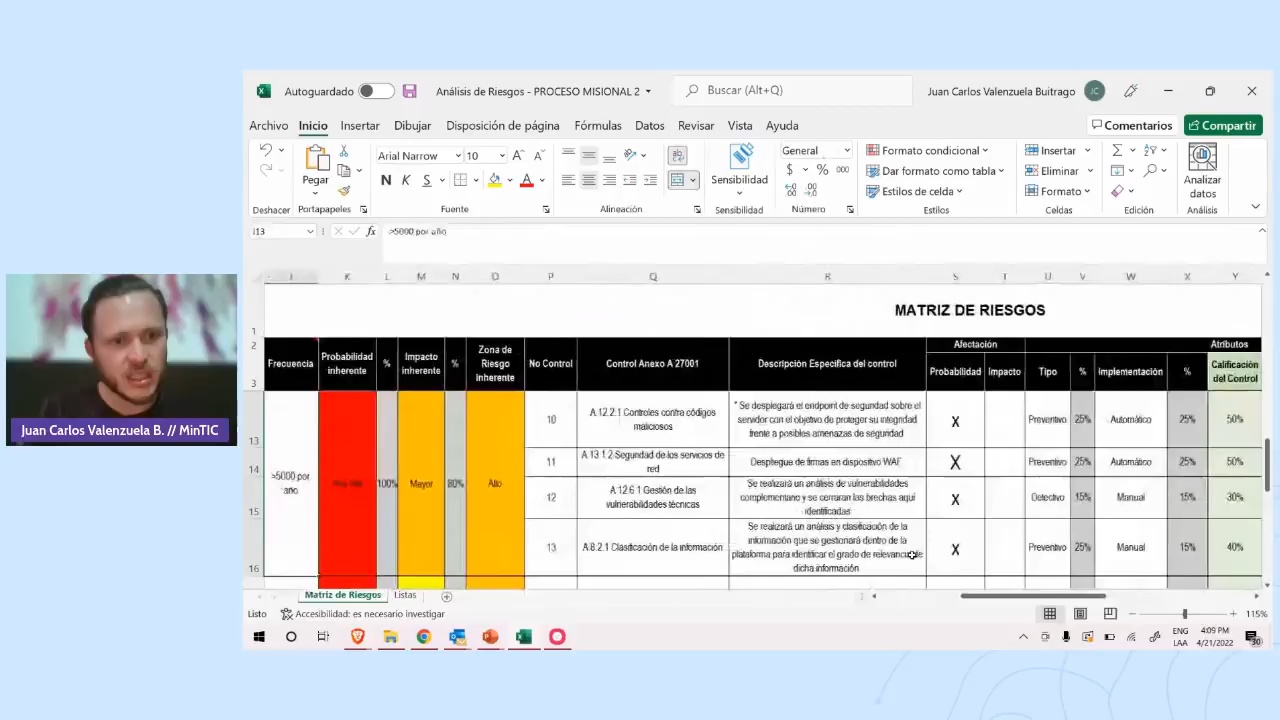 Autoguardado
Análisis de Riesgos - PROCESO MISIONAL 2
Buscar (Alt+Q)
Juan Carlos Valenzuela Buitrago
JC
Archivo Inicio Insertar Dibujar Disposición de página Fórmulas Datos Revisar Vista Ayuda
Comentarios
Compartir
Pegar
Arial Narrow
10
N K S
Sensibilidad
General
$ % 000
Formato condicional
Dar formato como tabla
Estilos de celda
Insertar
Eliminar
Formato
Analizar
datos
Deshacer Portapapeles Fuente Alineación Sensibilidad Número Estilos Celdas Edición Análisis
I13
fx
>5000 por año
K L M N O P Q R S T U V W X Y
MATRIZ DE RIESGOS
1
2
3
Frecuencia
Probabilidad
inherente
%
Impacto
inherente
%
Zona de
Riesgo
Inherente
No Control
Control Anexo A 27001
Descripción Específica del control
Afectación
Probabilidad
Impacto
Atributos
Tipo
%
Implementación
%
Calificación
del Control
>5000 por
año
100%
Mayor
80%
Alto
13
10
A.12.2.1 Controles contra códigos
maliciosos
* Se desplegará el endpoint de seguridad sobre el
servidor con el objetivo de proteger su integridad
frente a posibles amenazas de seguridad
X
Preventivo
25%
Automático
25%
50%
14
11
A.13.1.2 Seguridad de los servicios de
red
Despliegue de firmas en dispositivo WAF
X
Preventivo
25%
Automático
25%
50%
15
12
A.12.6.1 Gestión de las
vulnerabilidades técnicas
Se realizará un análisis de vulnerabilidades
complementario y se cerraran las brechas aquí
identificadas
X
Detectivo
15%
Manual
15%
30%
16
13
A.8.2.1 Clasificación de la información
Se realizará un análisis y clasificación de la
información que se gestionará dentro de la
plataforma para identificar el grado de relevancia de
dicha información
X
Preventivo
25%
Manual
15%
40%
Matriz de Riesgos
Listas
Listo
Accesibilidad: es necesario investigar
115%
ENG
LAA
4:09 PM
4/21/2022
30
Juan Carlos Valenzuela B. // MinTIC